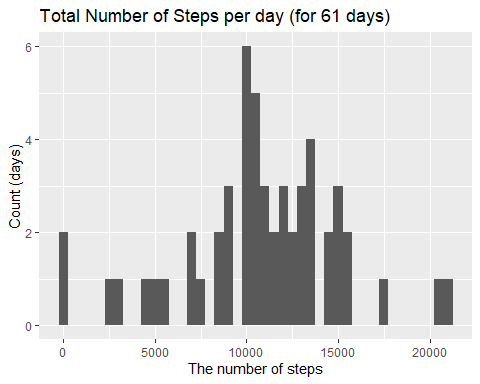 Total Number of Steps per day (for 61 days)
6
4
2
0
Count (days)
0 5000 10000 15000 20000
The number of steps